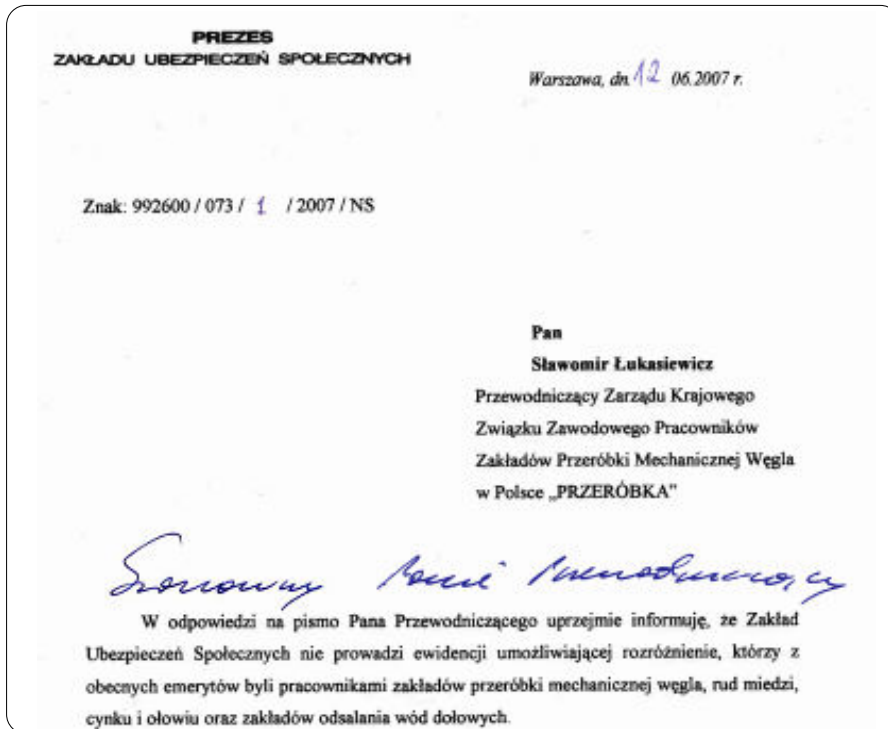 PREZES
ZAKŁADU UBEZPIECZEŃ SPOŁECZNYCH
Warszawa, dn 12 06.2007 r.
Znak: 992600 / 073 / 1 / 2007 / NS
Pan
Sławomir Łukasiewicz
Przewodniczący Zarządu Krajowego
Związku Zawodowego Pracowników
Zakładów Przeróbki Mechanicznej Węgla
w Polsce „PRZERÓBKA"
Szanowny Panie Przewodniczący
W odpowiedzi na pismo Pana Przewodniczącego uprzejmie informuję, że Zakład
Ubezpieczeń Społecznych nie prowadzi ewidencji umożliwiającej rozróżnienie, którzy z
obecnych emerytów byli pracownikami zakładów przeróbki mechanicznej węgla, rud miedzi,
cynku i ołowiu oraz zakładów odsalania wód dołowych.